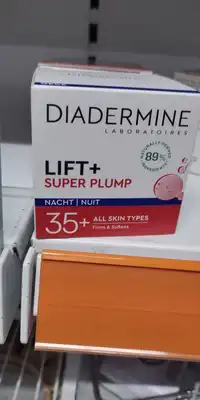 DIADERMINE
LABORATOIRES
LIFT+
SUPER PLUMP
89
NACHT | NUIT
35+ ALL SKIN TYPES
Firms & Softens